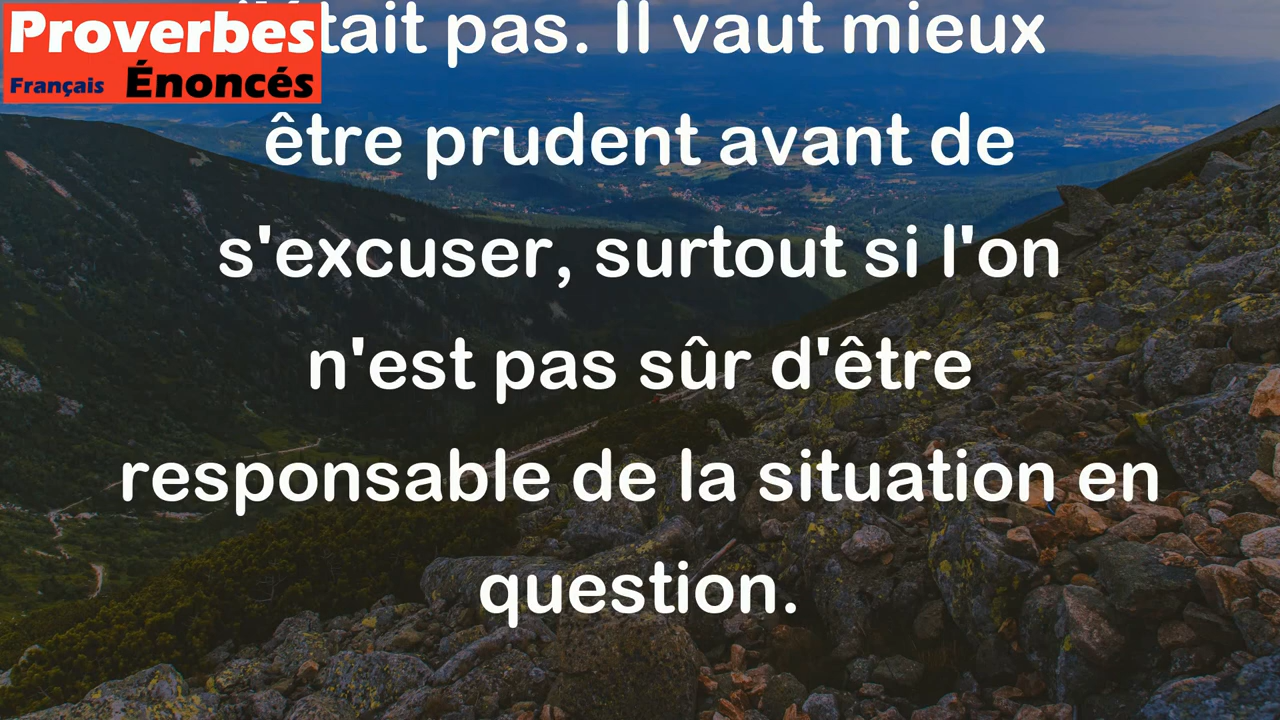 Proverbes
Français Énoncés
pas. Il vaut mieux
être prudent avant de
s'excuser, surtout si l'on
n'est pas sûr d'être
responsable de la situation en
question.